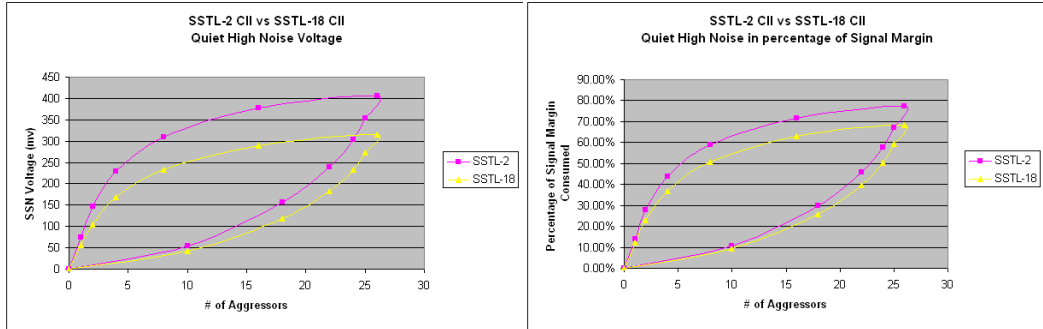 SSTL-2 CII vs SSTL-18 CII
Quiet High Noise Voltage
SSN Voltage (mv)
450
400
350
300
250
200
150
100
50
0
0 5 10 15 20 25 30
# of Aggressors
SSTL-2
SSTL-18
SSTL-2 CII vs SSTL-18 CII
Quiet High Noise in percentage of Signal Margin
Percentage of Signal Margin
Consumed
90.00%
80.00%
70.00%
60.00%
50.00%
40.00%
30.00%
20.00%
10.00%
0.00%
0 5 10 15 20 25 30
# of Aggressors
SSTL-2
SSTL-18